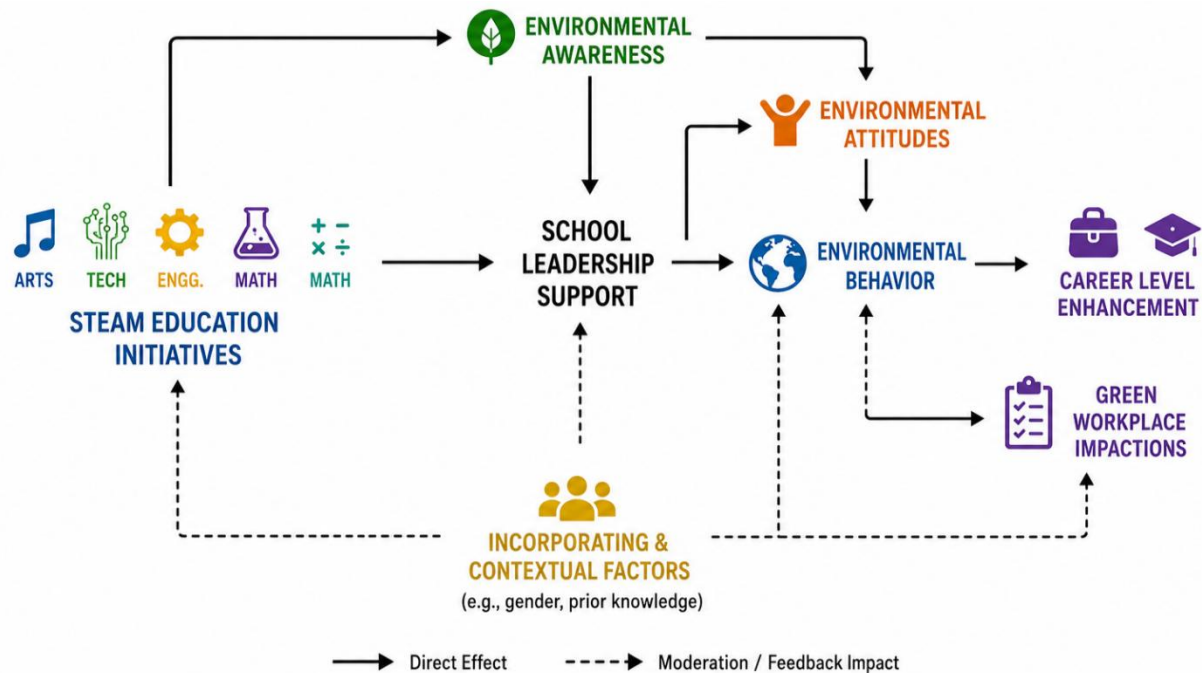 ENVIRONMENTAL
AWARENESS
ENVIRONMENTAL
ATTITUDES
ARTS
TECH
ENGG.
MATH
MATH
+ −
× ÷
STEAM EDUCATION
INITIATIVES
SCHOOL
LEADERSHIP
SUPPORT
ENVIRONMENTAL
BEHAVIOR
CAREER LEVEL
ENHANCEMENT
GREEN
WORKPLACE
IMPACTIONS
INCORPORATING &
CONTEXTUAL FACTORS
(e.g., gender, prior knowledge)
Direct Effect
Moderation / Feedback Impact